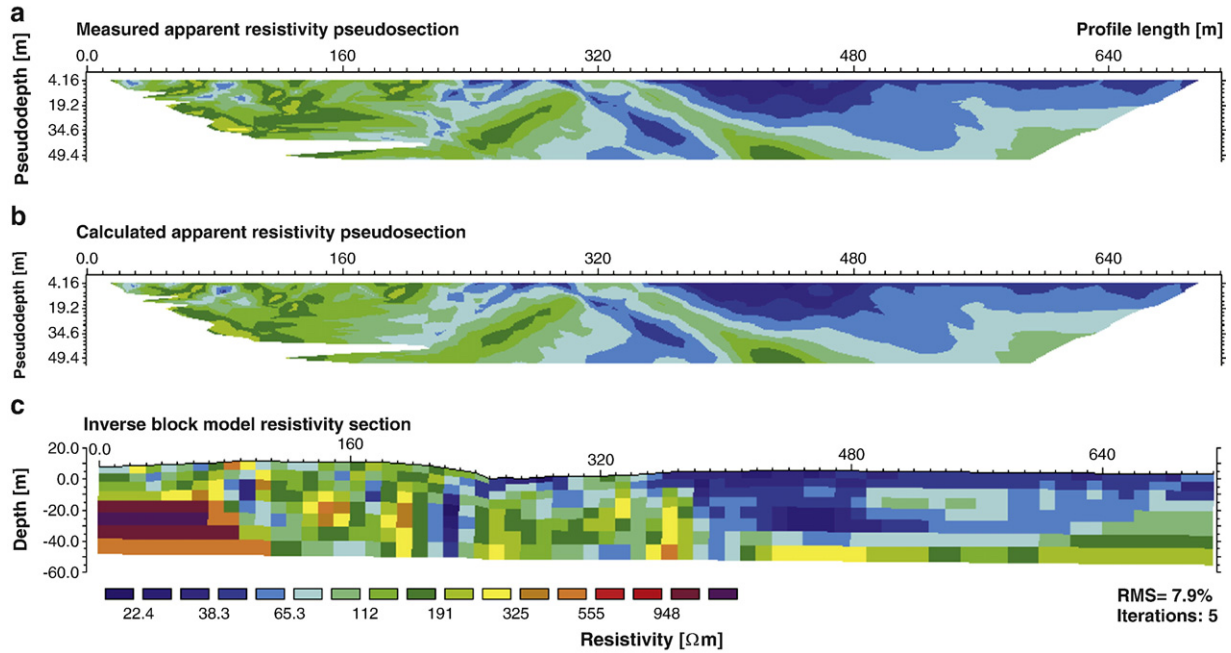 a
Measured apparent resistivity pseudosection
Profile length [m]
0.0 160 320 480 640
Pseudodepth [m]
4.16
19.2
34.6
49.4
b
Calculated apparent resistivity pseudosection
0.0 160 320 480 640
Pseudodepth [m]
4.16
19.2
34.6
49.4
c
Inverse block model resistivity section
0.0 160 320 480 640
Depth [m]
20.0
0.0
-20.0
-40.0
-60.0
22.4 38.3 65.3 112 191 325 555 948
Resistivity [Ωm]
RMS= 7.9%
Iterations: 5